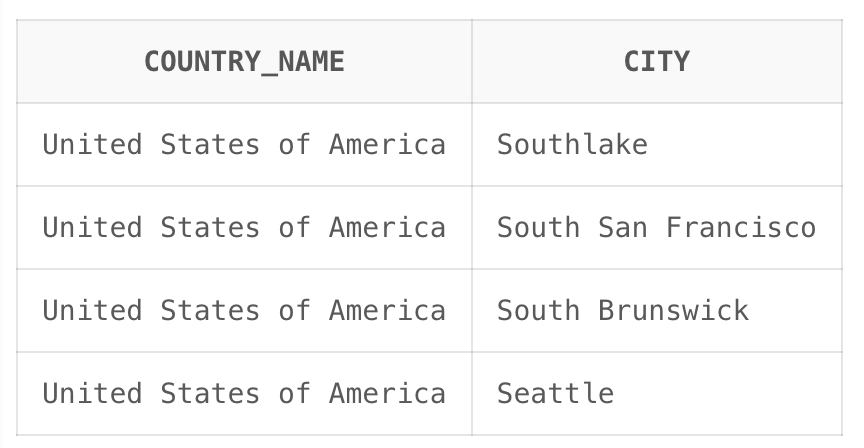 COUNTRY_NAME CITY
United States of America Southlake
United States of America South San Francisco
United States of America South Brunswick
United States of America Seattle